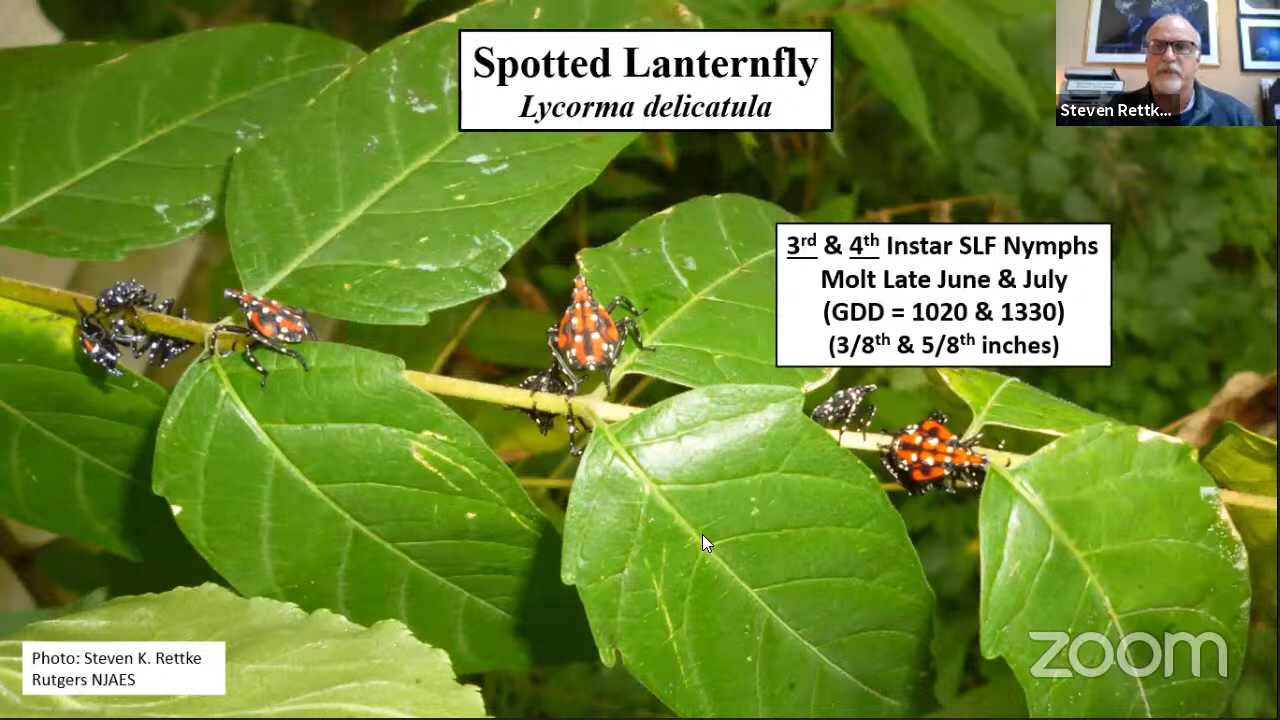 Spotted Lanternfly
Lycorma delicatula
Steven Rettk...
3rd & 4th Instar SLF Nymphs
Molt Late June & July
(GDD = 1020 & 1330)
(3/8th & 5/8th inches)
Photo: Steven K. Rettke
Rutgers NJAES
zoom